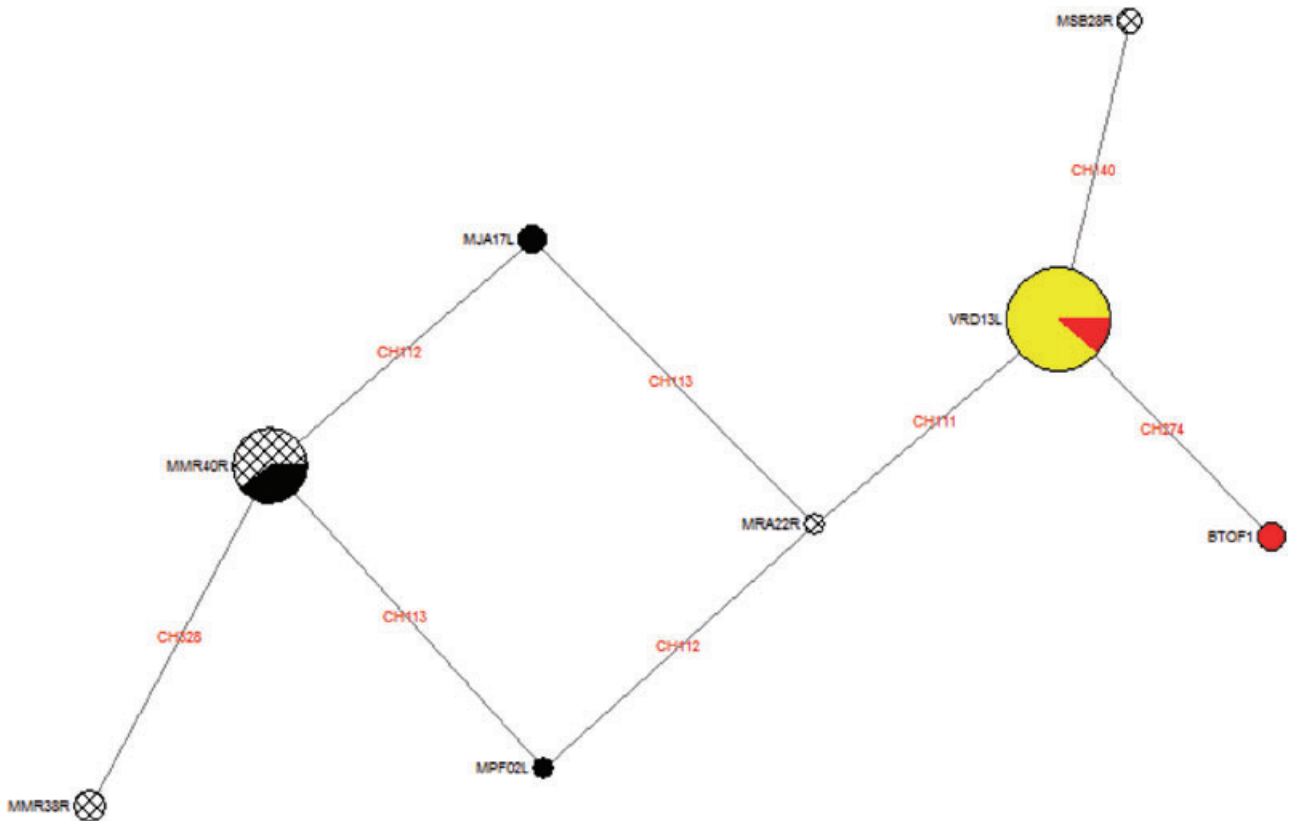 MSB28R
CH140
MJA17L
VRD13L
CH112
CH113
CH111
CH274
MMR40R
MRA22R
BTOF1
CH113
CH328
CH112
MPF02L
MMR38R